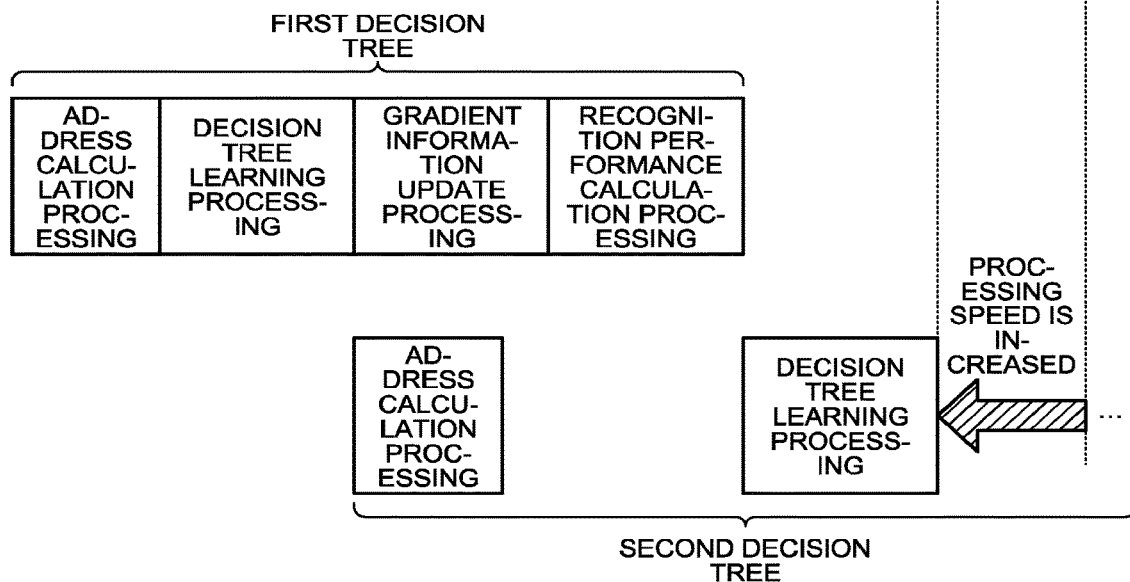 FIRST DECISION
TREE
AD-
DRESS
CALCU-
LATION
PROC-
ESSING
DECISION
TREE
LEARNING
PROCESS-
ING
GRADIENT
INFORMA-
TION
UPDATE
PROCESS-
ING
RECOGNI-
TION PER-
FORMANCE
CALCULA-
TION PROC-
ESSING
PROC-
ESSING
SPEED IS
IN-
CREASED
AD-
DRESS
CALCU-
LATION
PROC-
ESSING
DECISION
TREE
LEARNING
PROCESS-
ING
...
SECOND DECISION
TREE